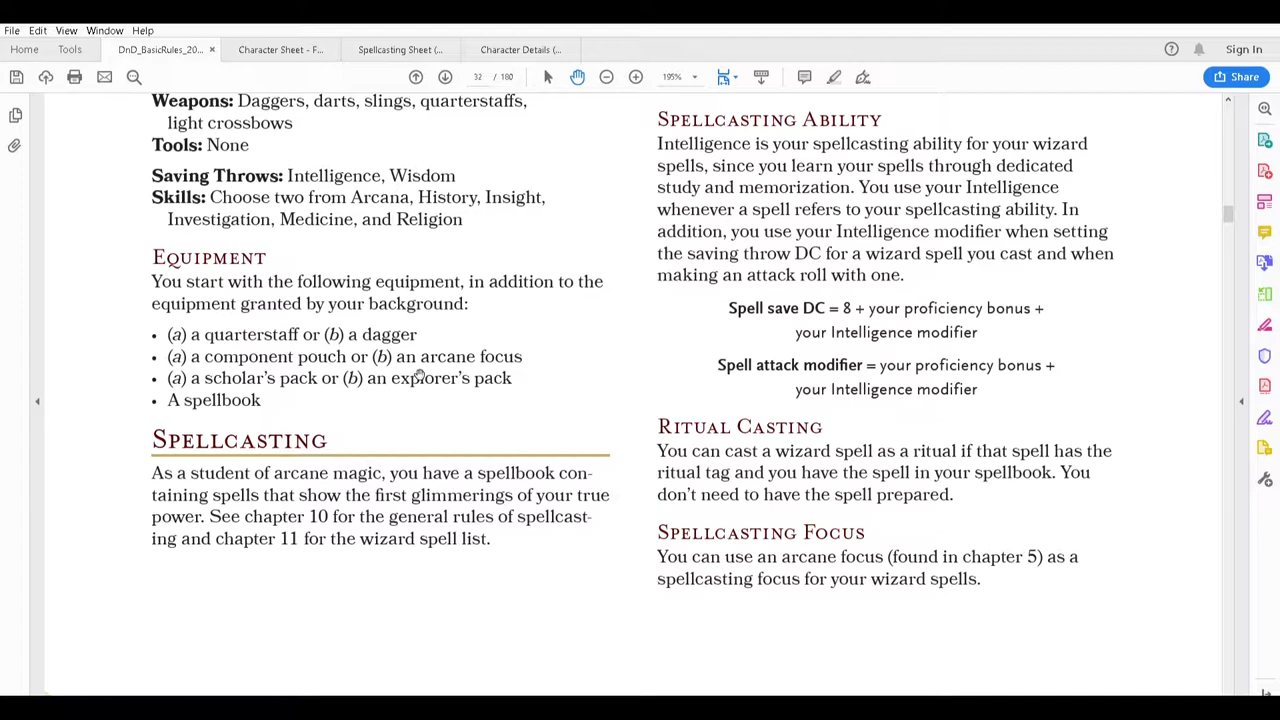 File Edit View Window Help
Home Tools DnD_BasicRules_20... × Character Sheet - F... Spellcasting Sheet (... Character Details (... Sign In
32 / 180 195% Share
Weapons: Daggers, darts, slings, quarterstaffs,
light crossbows
Tools: None
Saving Throws: Intelligence, Wisdom
Skills: Choose two from Arcana, History, Insight,
Investigation, Medicine, and Religion
Equipment
You start with the following equipment, in addition to the
equipment granted by your background:
• (a) a quarterstaff or (b) a dagger
• (a) a component pouch or (b) an arcane focus
• (a) a scholar's pack or (b) an explorer's pack
• A spellbook
Spellcasting
As a student of arcane magic, you have a spellbook con-
taining spells that show the first glimmerings of your true
power. See chapter 10 for the general rules of spellcast-
ing and chapter 11 for the wizard spell list.
Spellcasting Ability
Intelligence is your spellcasting ability for your wizard
spells, since you learn your spells through dedicated
study and memorization. You use your Intelligence
whenever a spell refers to your spellcasting ability. In
addition, you use your Intelligence modifier when setting
the saving throw DC for a wizard spell you cast and when
making an attack roll with one.
Spell save DC = 8 + your proficiency bonus +
your Intelligence modifier
Spell attack modifier = your proficiency bonus +
your Intelligence modifier
Ritual Casting
You can cast a wizard spell as a ritual if that spell has the
ritual tag and you have the spell in your spellbook. You
don't need to have the spell prepared.
Spellcasting Focus
You can use an arcane focus (found in chapter 5) as a
spellcasting focus for your wizard spells.